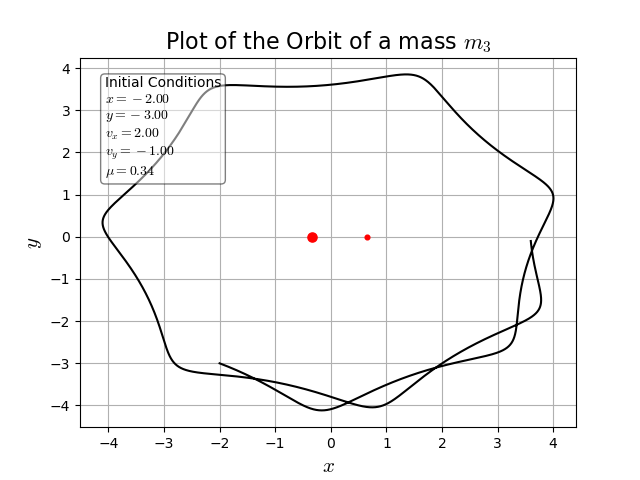 Plot of the Orbit of a mass m₃
Initial Conditions
x = −2.00
y = −3.00
vₓ = 2.00
v_y = −1.00
μ = 0.34
4
3
2
1
0
−1
−2
−3
−4
y
−4 −3 −2 −1 0 1 2 3 4
x